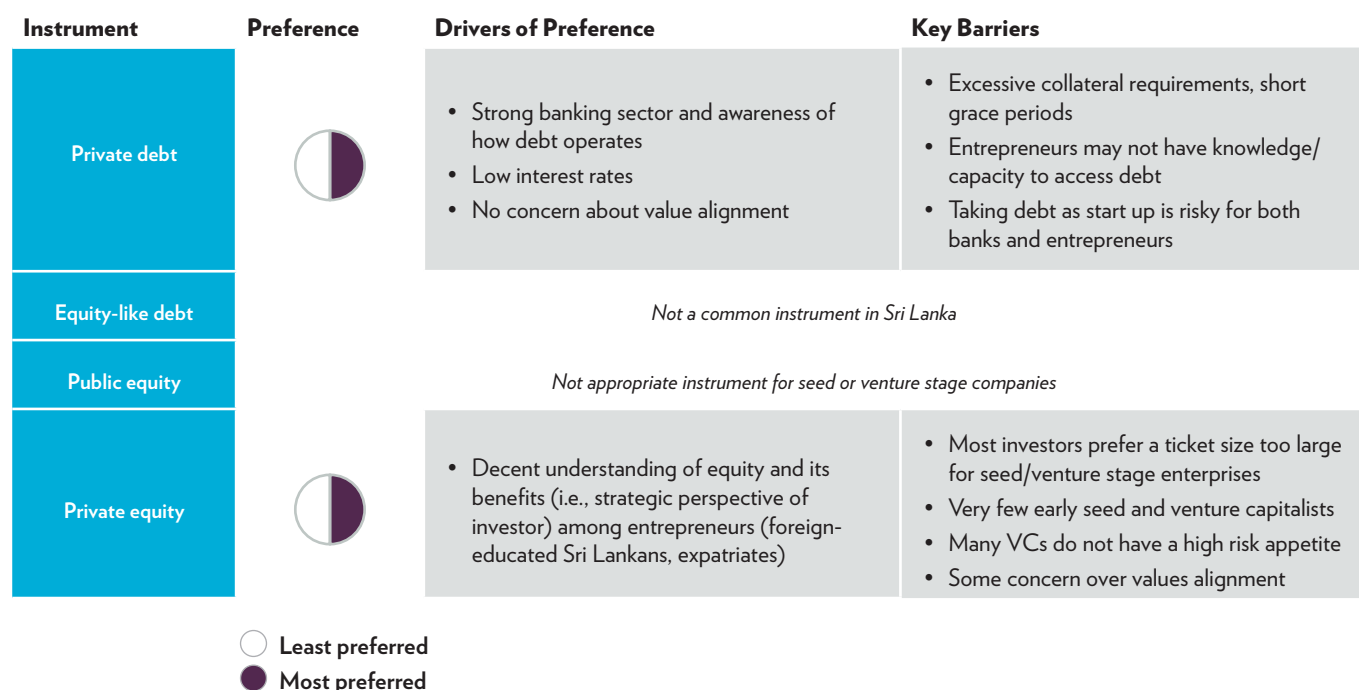 Instrument
Preference
Drivers of Preference
Key Barriers
Private debt
• Strong banking sector and awareness of
how debt operates
• Low interest rates
• No concern about value alignment
• Excessive collateral requirements, short
grace periods
• Entrepreneurs may not have knowledge/
capacity to access debt
• Taking debt as start up is risky for both
banks and entrepreneurs
Equity-like debt
Not a common instrument in Sri Lanka
Public equity
Not appropriate instrument for seed or venture stage companies
Private equity
• Decent understanding of equity and its
benefits (i.e., strategic perspective of
investor) among entrepreneurs (foreign-
educated Sri Lankans, expatriates)
• Most investors prefer a ticket size too large
for seed/venture stage enterprises
• Very few early seed and venture capitalists
• Many VCs do not have a high risk appetite
• Some concern over values alignment
Least preferred
Most preferred